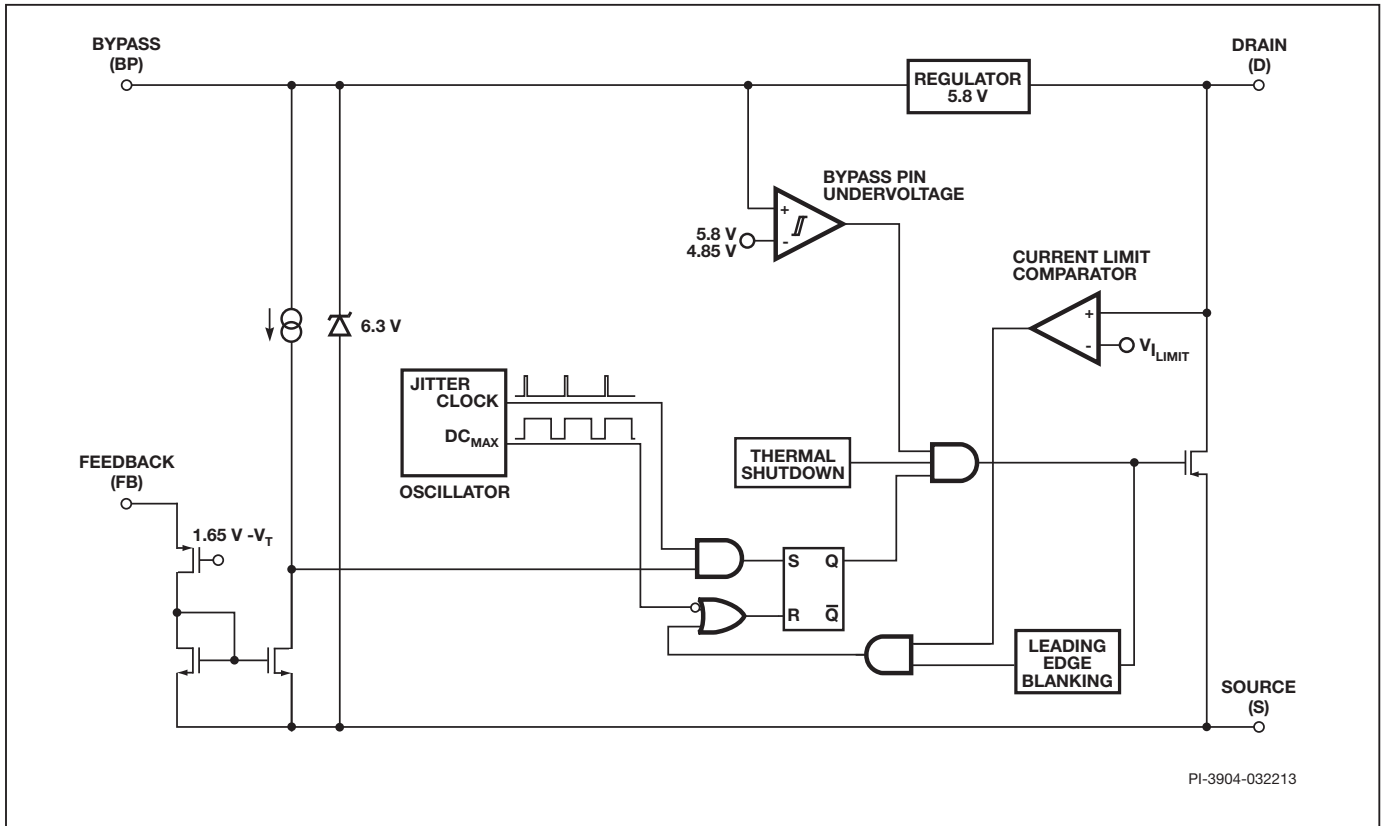 BYPASS
(BP)
DRAIN
(D)
REGULATOR
5.8 V
BYPASS PIN
UNDERVOLTAGE
+
5.8 V
4.85 V
-
CURRENT LIMIT
COMPARATOR
+
-
VILIMIT
6.3 V
JITTER
CLOCK
DCMAX
OSCILLATOR
THERMAL
SHUTDOWN
FEEDBACK
(FB)
1.65 V -VT
S Q
R Q̅
LEADING
EDGE
BLANKING
SOURCE
(S)
PI-3904-032213